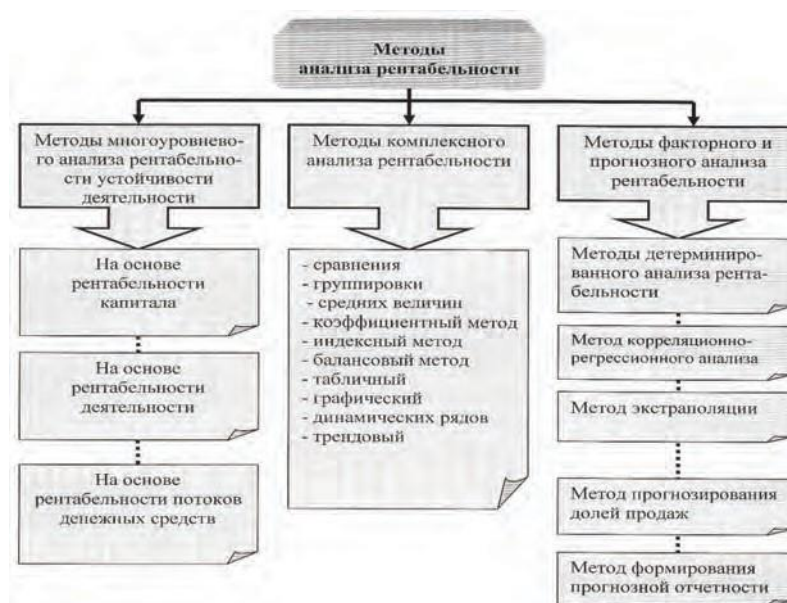 Методы
анализа рентабельности
Методы многоуровнево-
го анализа рентабельно-
сти устойчивости
деятельности
На основе
рентабельности
капитала
На основе
рентабельности
деятельности
На основе
рентабельности потоков
денежных средств
Методы комплексного
анализа рентабельности
- сравнения
- группировки
- средних величин
- коэффициентный метод
- индексный метод
- балансовый метод
- табличный
- графический
- динамических рядов
- трендовый
Методы факторного и
прогнозного анализа
рентабельности
Методы детерминиро-
ванного анализа рента-
бельности
Метод корреляционно-
регрессионного анализа
Метод экстраполяции
Метод прогнозирования
долей продаж
Метод формирования
прогнозной отчетности